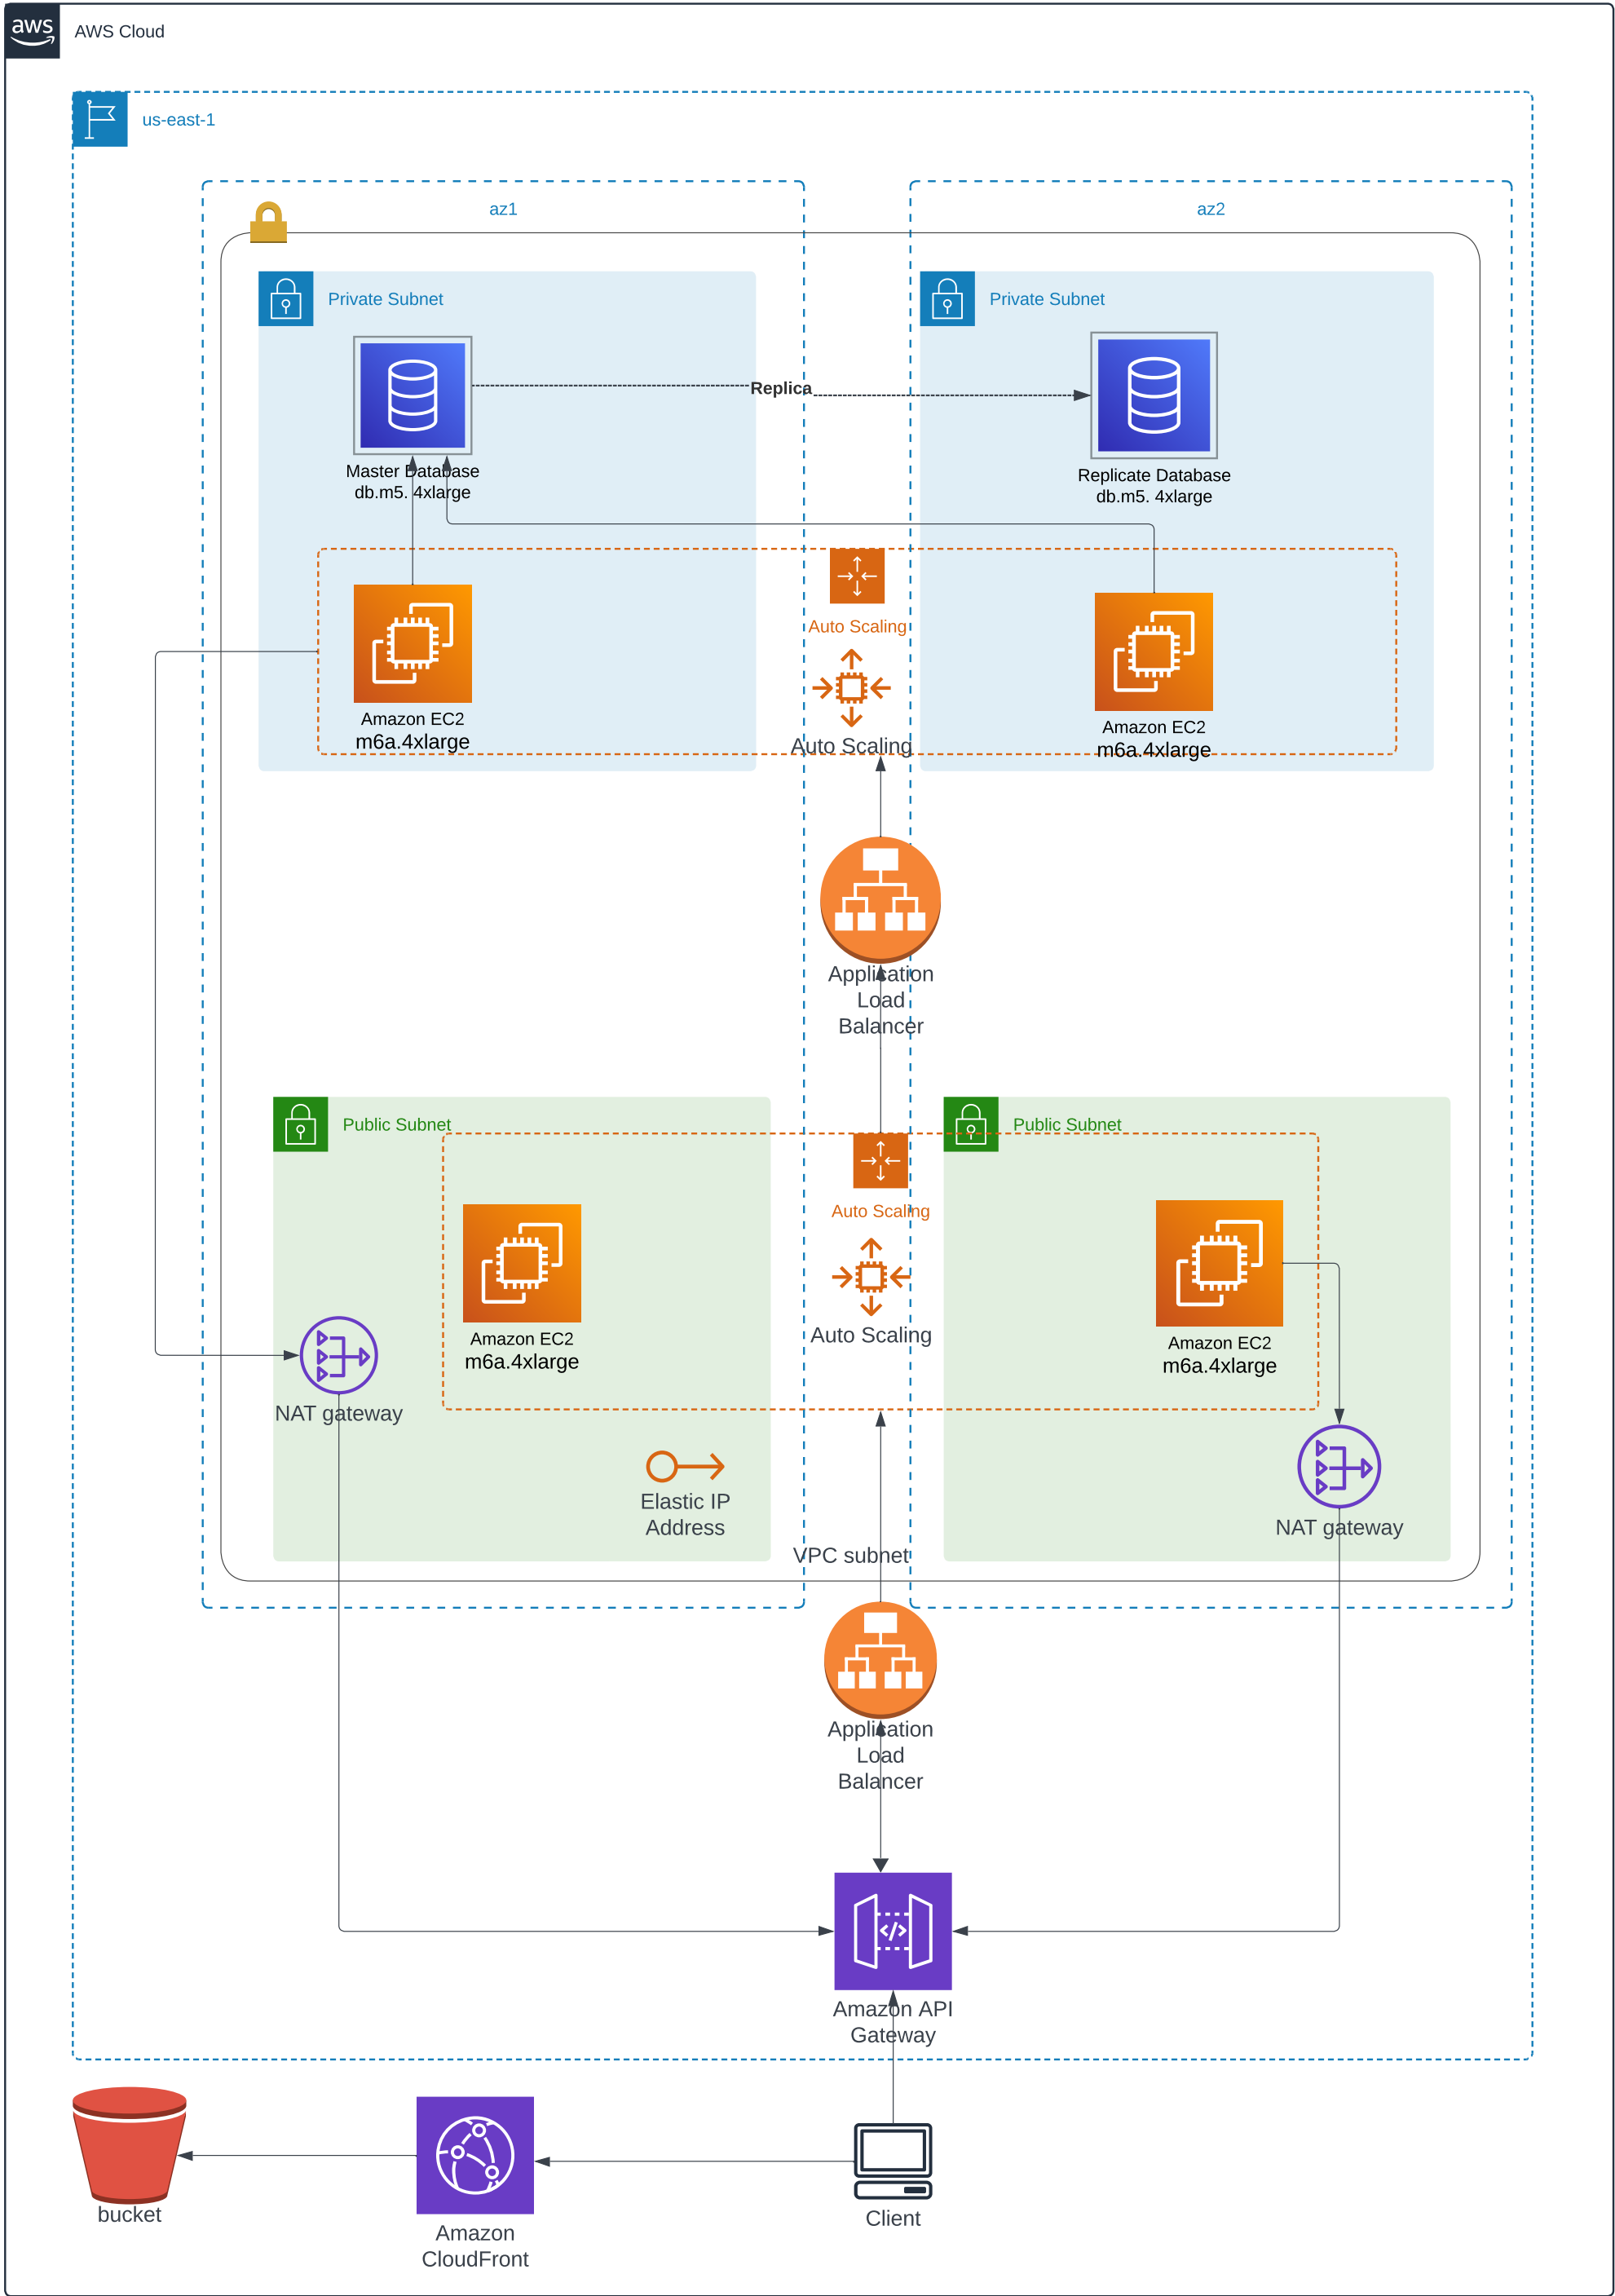 aws
AWS Cloud
us-east-1
az1
az2
Private Subnet
Private Subnet
Replica
Master Database
db.m5. 4xlarge
Replicate Database
db.m5. 4xlarge
Auto Scaling
Amazon EC2
m6a.4xlarge
Auto Scaling
Amazon EC2
m6a.4xlarge
Application
Load
Balancer
Public Subnet
Public Subnet
Auto Scaling
Amazon EC2
m6a.4xlarge
Auto Scaling
Amazon EC2
m6a.4xlarge
NAT gateway
Elastic IP
Address
NAT gateway
VPC subnet
Application
Load
Balancer
Amazon API
Gateway
bucket
Amazon
CloudFront
Client